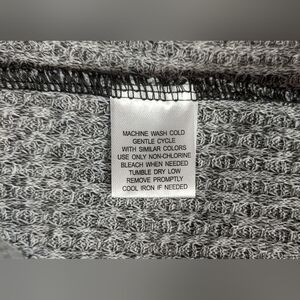 MACHINE WASH COLD
GENTLE CYCLE
WITH SIMILAR COLORS
USE ONLY NON-CHLORINE
BLEACH WHEN NEEDED
TUMBLE DRY LOW
REMOVE PROMPTLY
COOL IRON IF NEEDED